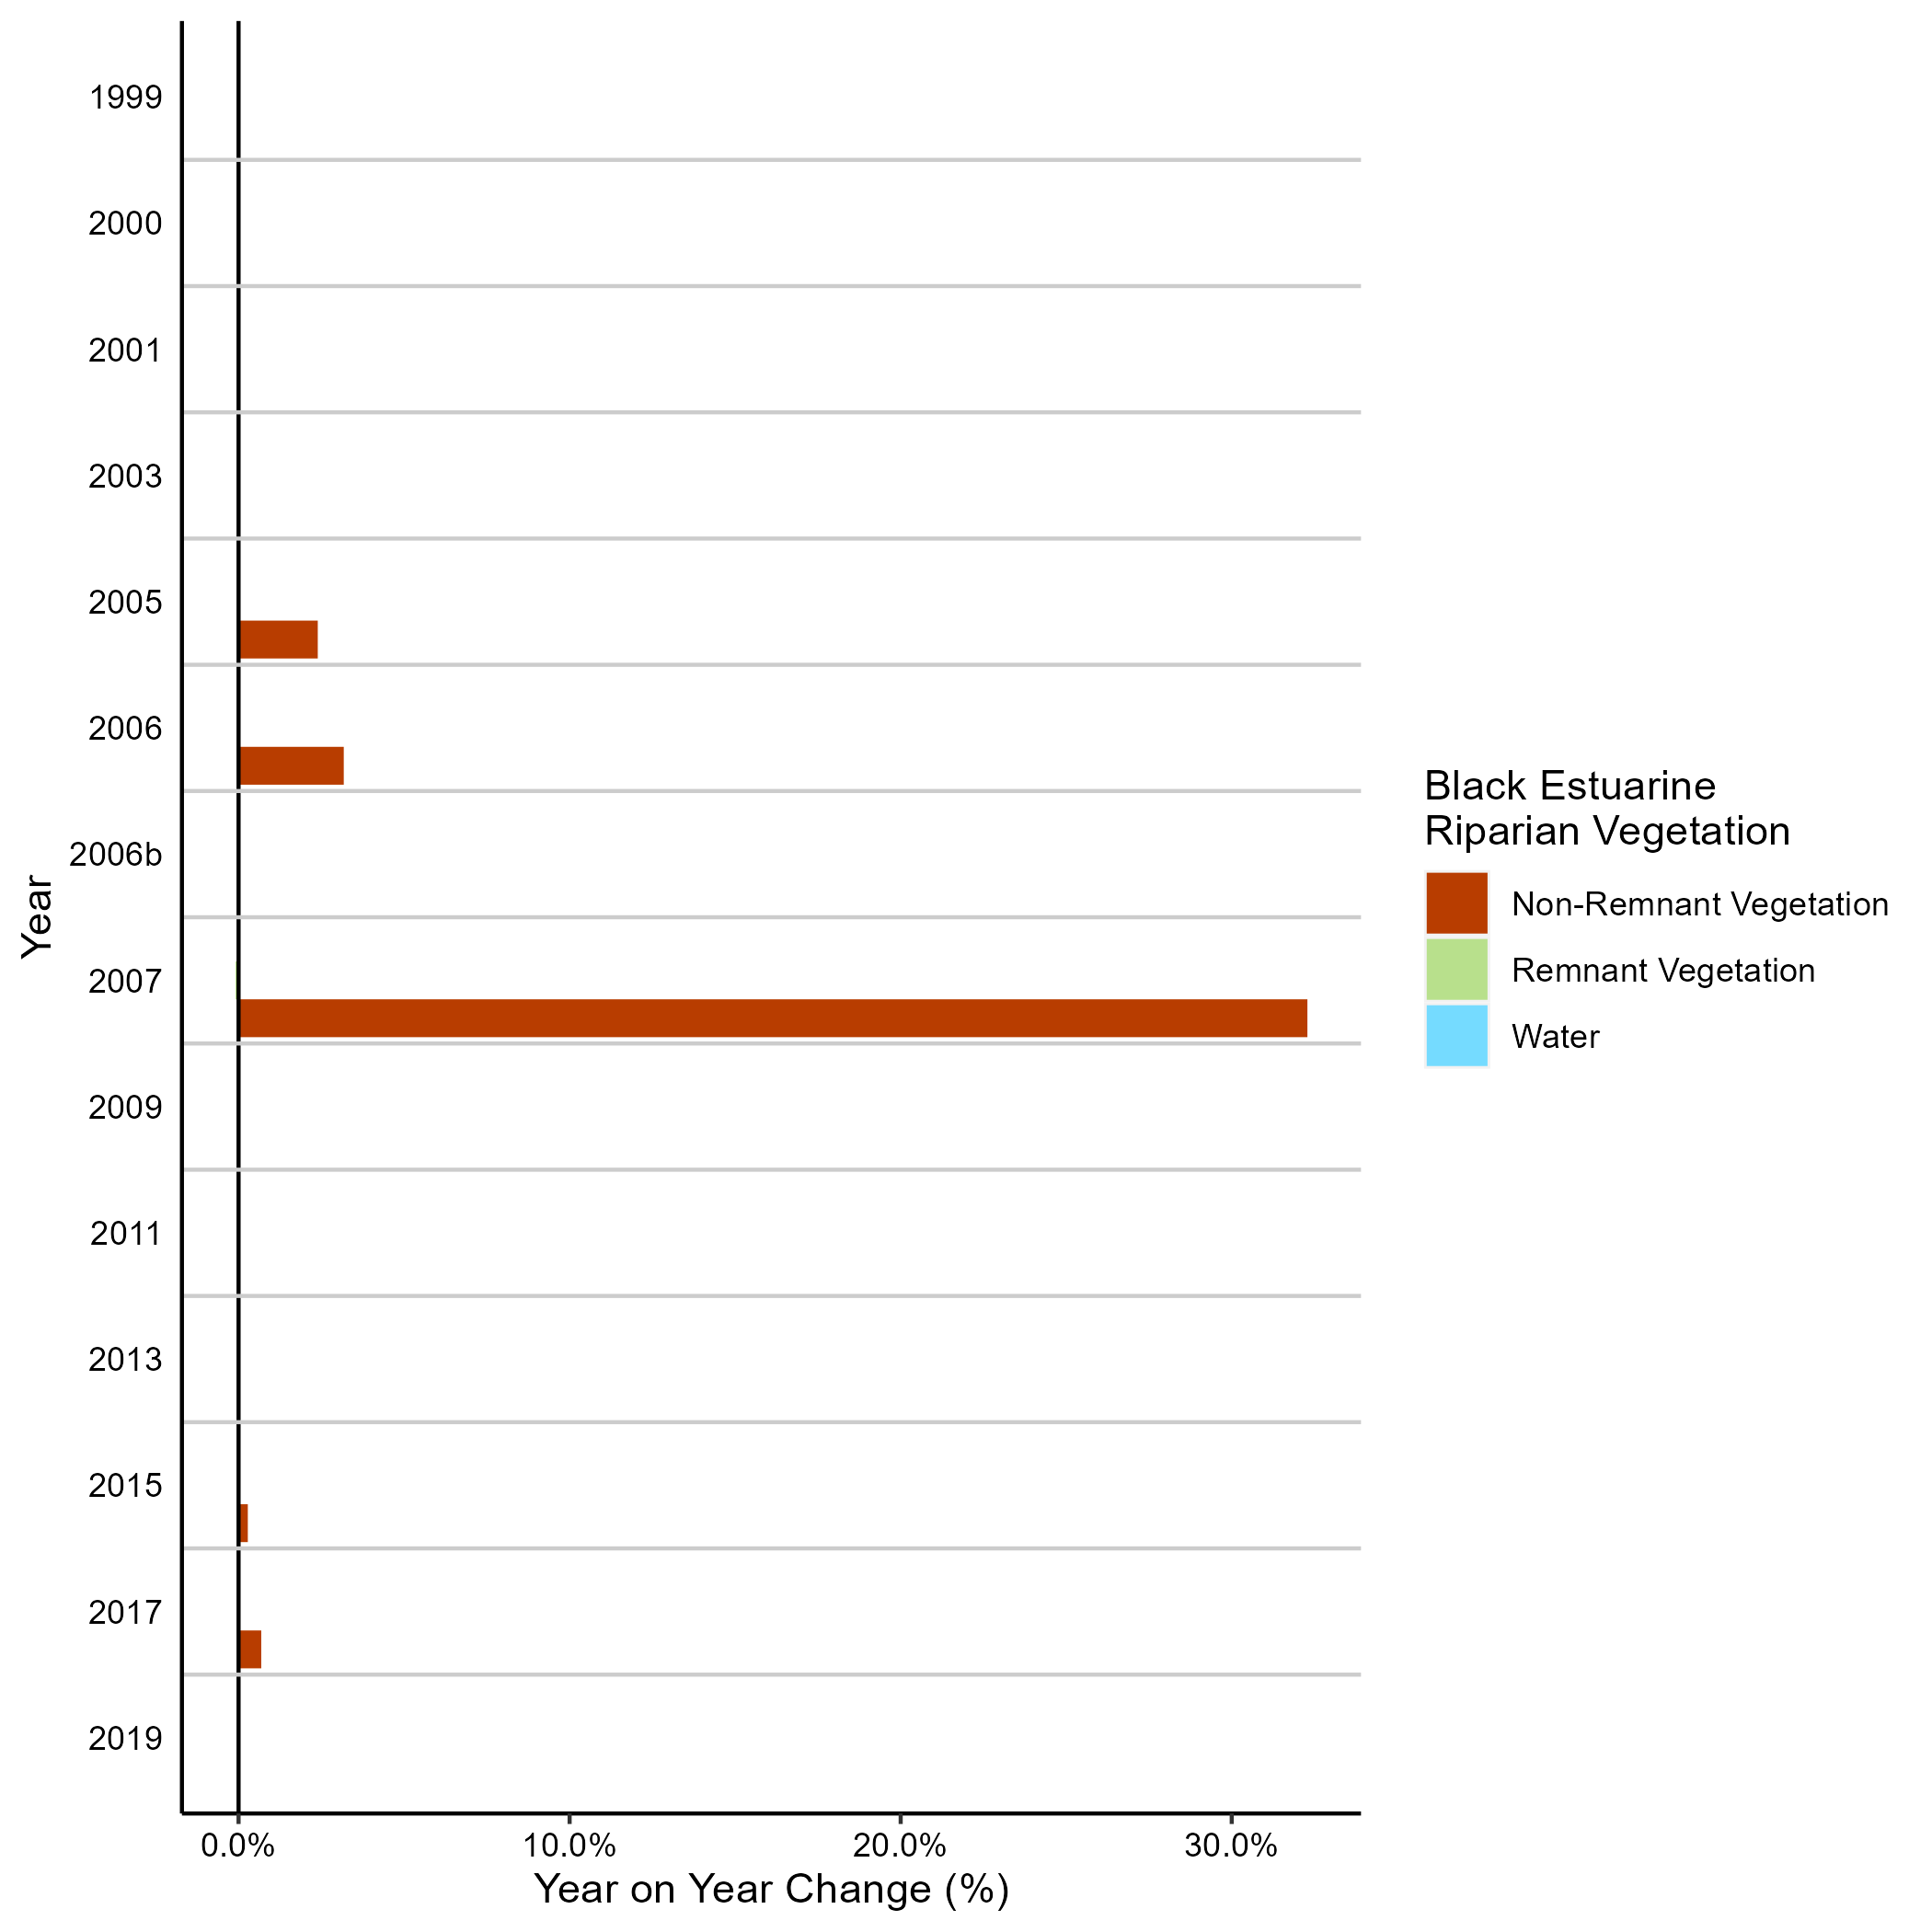 1999
2000
2001
2003
2005
2006
2006b
2007
2009
2011
2013
2015
2017
2019
Year
0.0%
10.0%
20.0%
30.0%
Year on Year Change (%)
Black Estuarine
Riparian Vegetation
Non-Remnant Vegetation
Remnant Vegetation
Water